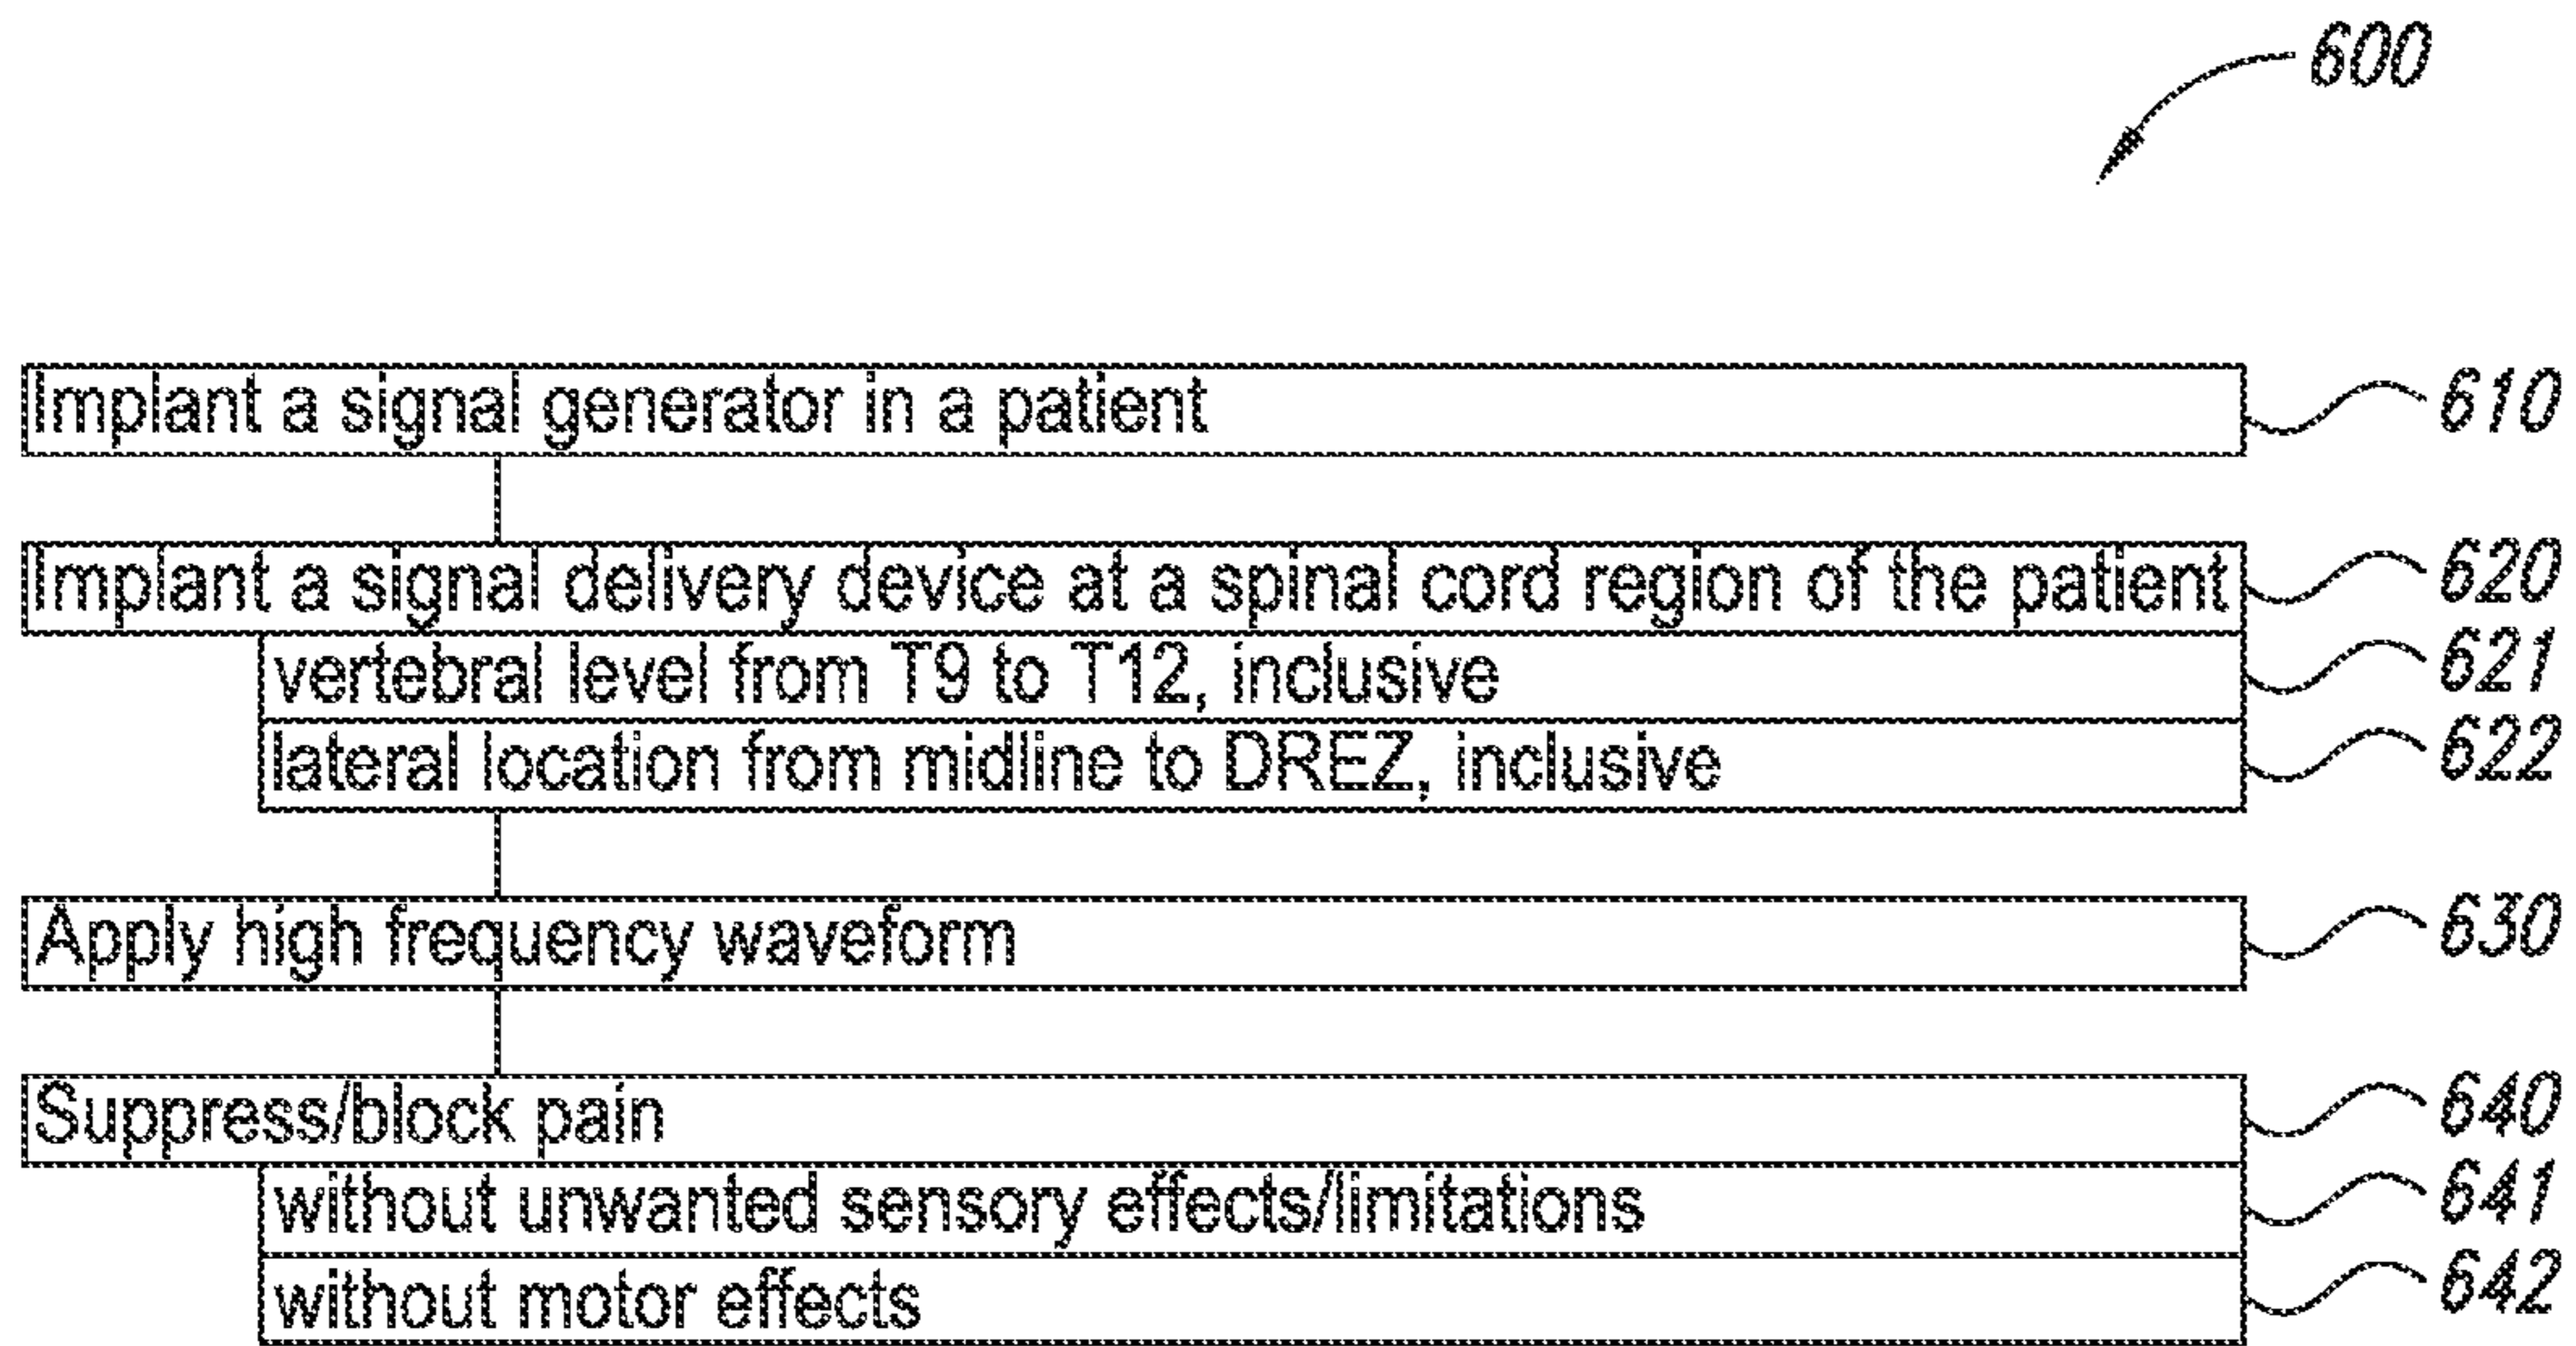 600
Implant a signal generator in a patient 610
Implant a signal delivery device at a spinal cord region of the patient 620
vertebral level from T9 to T12, inclusive 621
lateral location from midline to DREZ, inclusive 622
Apply high frequency waveform 630
Suppress/block pain 640
without unwanted sensory effects/limitations 641
without motor effects 642